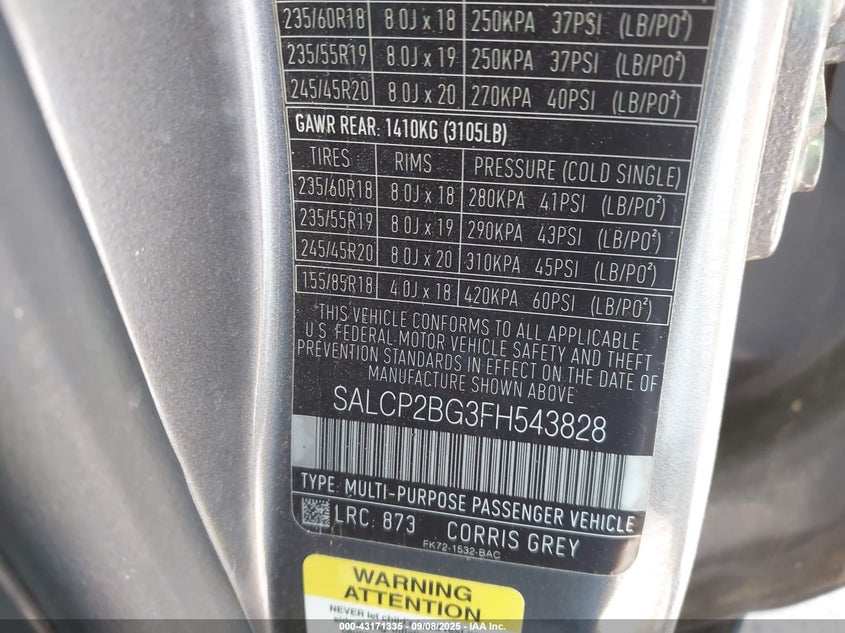 235/60R18 8.0J x 18 250KPA 37PSI (LB/PO²)
235/55R19 8.0J x 19 250KPA 37PSI (LB/PO²)
245/45R20 8.0J x 20 270KPA 40PSI (LB/PO²)
GAWR REAR: 1410KG (3105LB)
TIRES RIMS PRESSURE (COLD SINGLE)
235/60R18 8.0J x 18 280KPA 41PSI (LB/PO²)
235/55R19 8.0J x 19 290KPA 43PSI (LB/PO²)
245/45R20 8.0J x 20 310KPA 45PSI (LB/PO²)
155/85R18 4.0J x 18 420KPA 60PSI (LB/PO²)
THIS VEHICLE CONFORMS TO ALL APPLICABLE
U.S. FEDERAL-MOTOR VEHICLE SAFETY AND THEFT
PREVENTION STANDARDS IN EFFECT ON THE DATE OF
MANUFACTURE SHOWN ABOVE
SALCP2BG3FH543828
TYPE: MULTI-PURPOSE PASSENGER VEHICLE
LRC: 873 CORRIS GREY
FK72-1532-BAC
WARNING
ATTENTION
NEVER let
000-43171335 - 09/08/2025 - IAA Inc.